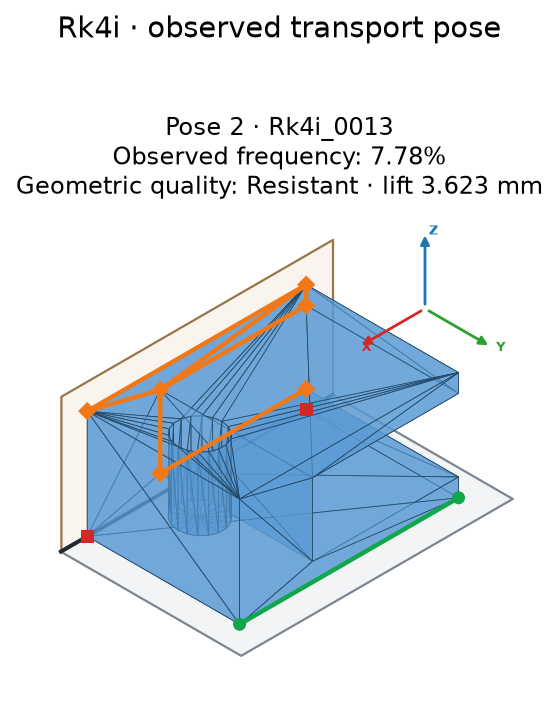 Rk4i · observed transport pose
Pose 2 · Rk4i_0013
Observed frequency: 7.78%
Geometric quality: Resistant · lift 3.623 mm
Z
X
Y